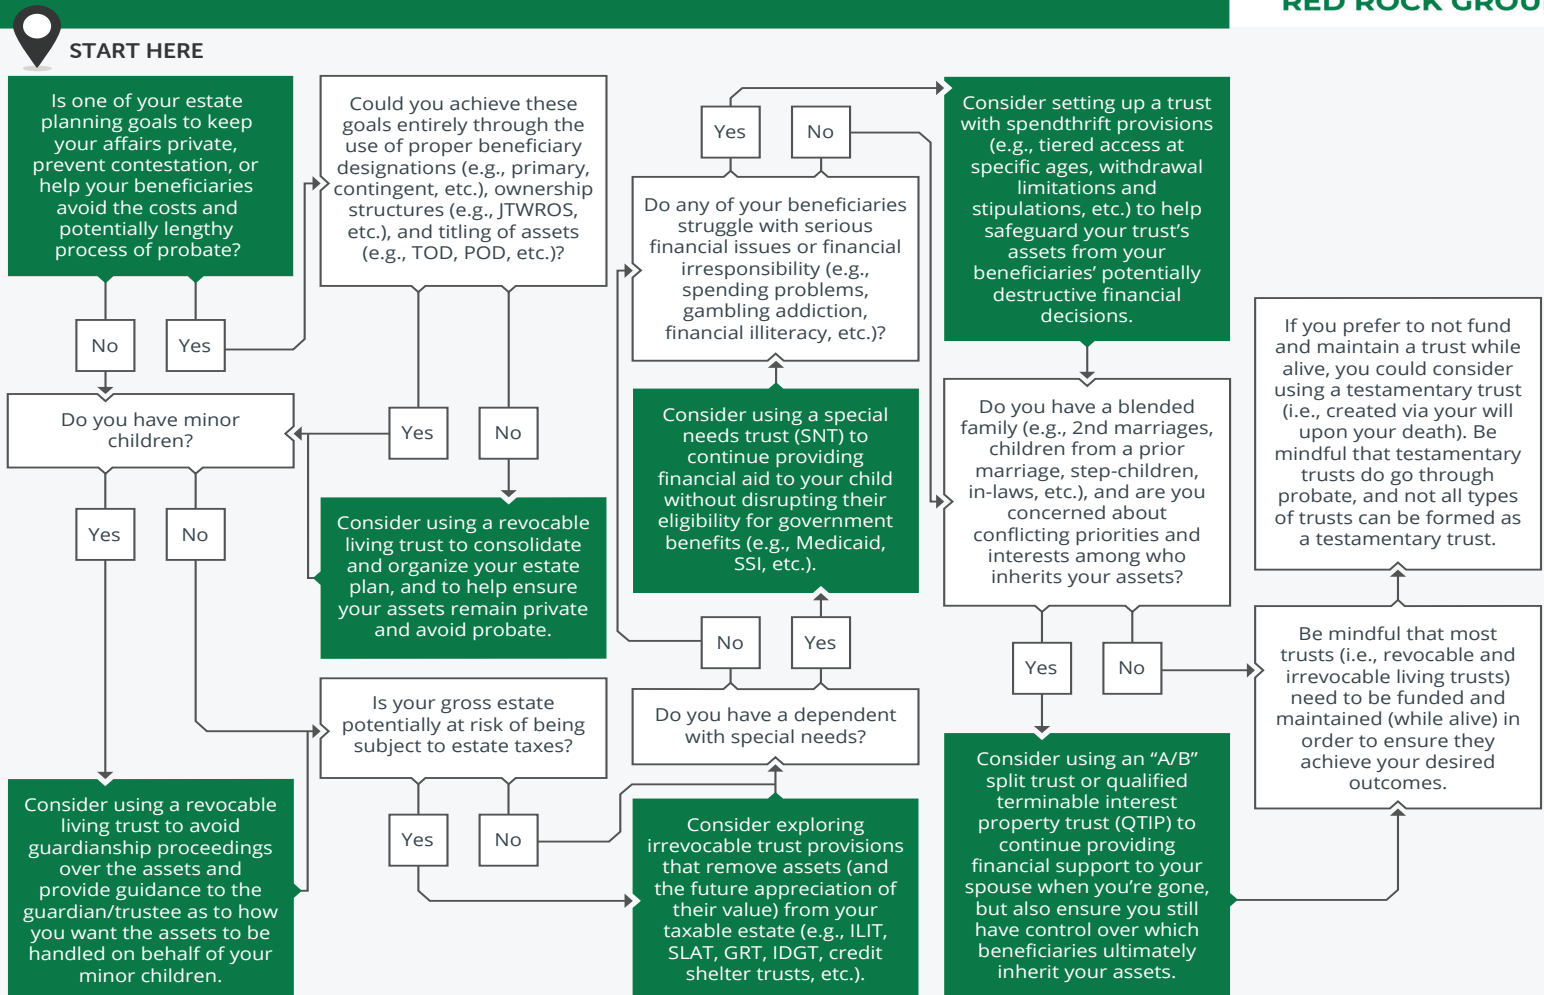 RED ROCK GROU
START HERE
Is one of your estate
planning goals to keep
your affairs private,
prevent contestation, or
help your beneficiaries
avoid the costs and
potentially lengthy
process of probate?
No
Yes
Could you achieve these
goals entirely through the
use of proper beneficiary
designations (e.g., primary,
contingent, etc.), ownership
structures (e.g., JTWROS,
etc.), and titling of assets
(e.g., TOD, POD, etc.)?
Yes
No
Do you have minor
children?
Yes
No
Consider using a revocable
living trust to consolidate
and organize your estate
plan, and to help ensure
your assets remain private
and avoid probate.
Consider using a revocable
living trust to avoid
guardianship proceedings
over the assets and
provide guidance to the
guardian/trustee as to how
you want the assets to be
handled on behalf of your
minor children.
Is your gross estate
potentially at risk of being
subject to estate taxes?
Yes
No
Consider exploring
irrevocable trust provisions
that remove assets (and
the future appreciation of
their value) from your
taxable estate (e.g., ILIT,
SLAT, GRT, IDGT, credit
shelter trusts, etc.).
Do you have a dependent
with special needs?
No
Yes
Consider using a special
needs trust (SNT) to
continue providing
financial aid to your child
without disrupting their
eligibility for government
benefits (e.g., Medicaid,
SSI, etc.).
Do any of your beneficiaries
struggle with serious
financial issues or financial
irresponsibility (e.g.,
spending problems,
gambling addiction,
financial illiteracy, etc.)?
Yes
No
Consider setting up a trust
with spendthrift provisions
(e.g., tiered access at
specific ages, withdrawal
limitations and
stipulations, etc.) to help
safeguard your trust's
assets from your
beneficiaries' potentially
destructive financial
decisions.
Do you have a blended
family (e.g., 2nd marriages,
children from a prior
marriage, step-children,
in-laws, etc.), and are you
concerned about
conflicting priorities and
interests among who
inherits your assets?
Yes
No
Consider using an “A/B”
split trust or qualified
terminable interest
property trust (QTIP) to
continue providing
financial support to your
spouse when you're gone,
but also ensure you still
have control over which
beneficiaries ultimately
inherit your assets.
Be mindful that most
trusts (i.e., revocable and
irrevocable living trusts)
need to be funded and
maintained (while alive) in
order to ensure they
achieve your desired
outcomes.
If you prefer to not fund
and maintain a trust while
alive, you could consider
using a testamentary trust
(i.e., created via your will
upon your death). Be
mindful that testamentary
trusts do go through
probate, and not all types
of trusts can be formed as
a testamentary trust.